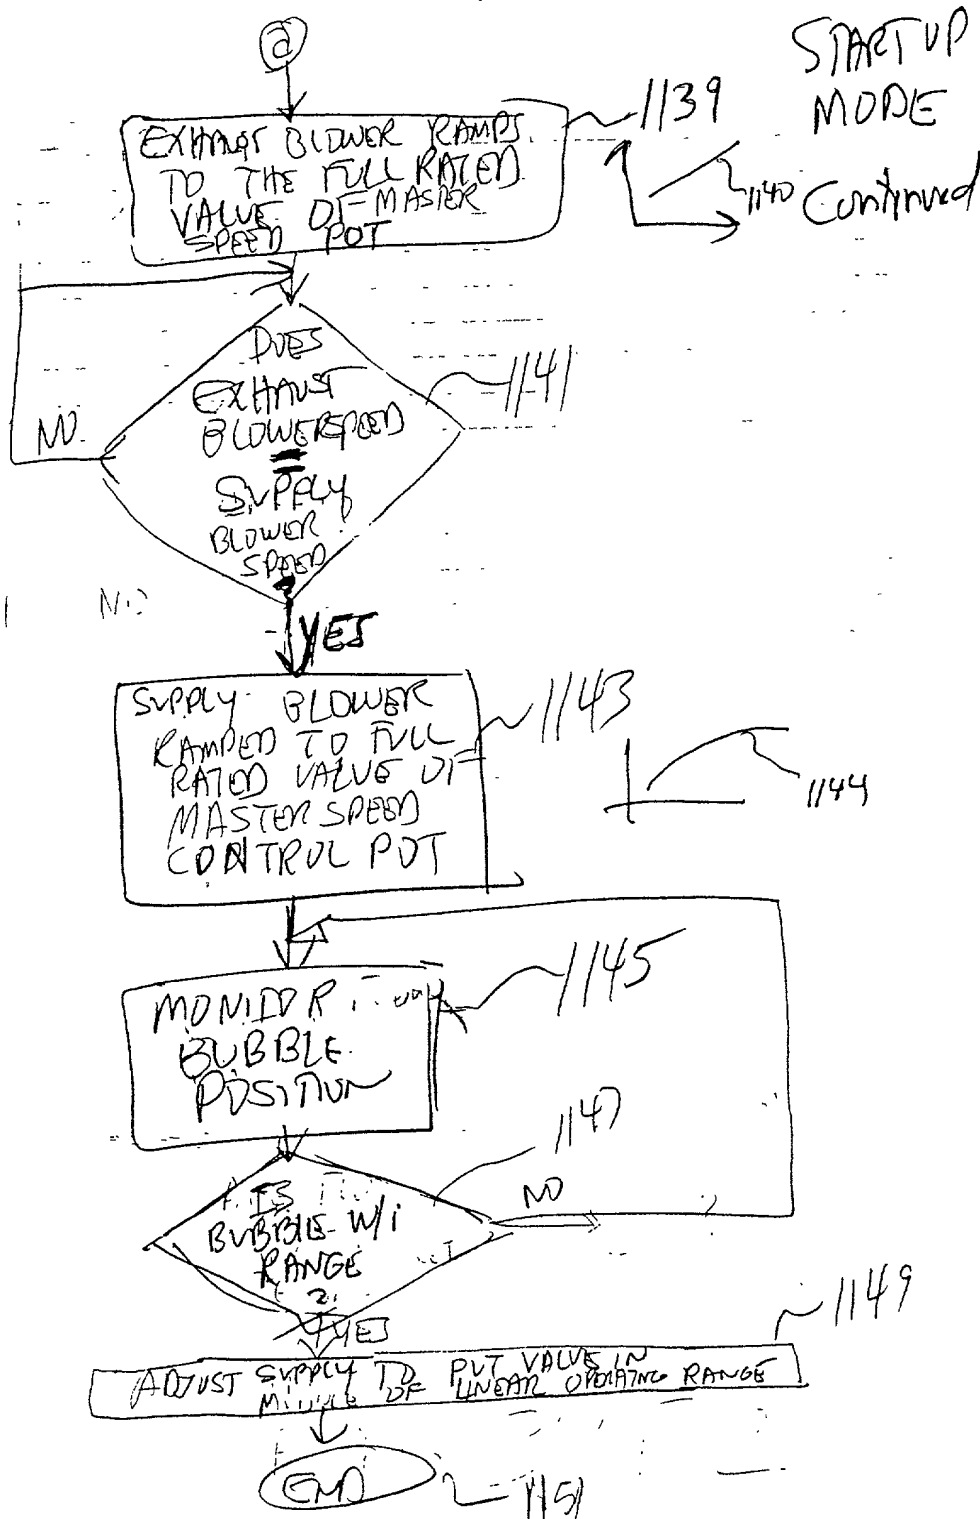 a
STARTUP
MODE
Continued
1139
EXHAUST BLOWER RAMPS
TO THE FULL RATED
VALUE OF MASTER
SPEED POT
1140
DOES
EXHAUST
BLOWER SPEED
=
SUPPLY
BLOWER
SPEED
1141
NO
NO
YES
SUPPLY BLOWER
RAMPED TO FULL
RATED VALUE OF
MASTER SPEED
CONTROL POT
1143
1144
MONITOR
BUBBLE
POSITION
1145
IS
BUBBLE W/i
RANGE
?
1147
NO
YES
ADJUST SUPPLY TO PUT VALUE IN
MIDDLE OF LINEAR OPERATING RANGE
1149
END
1151